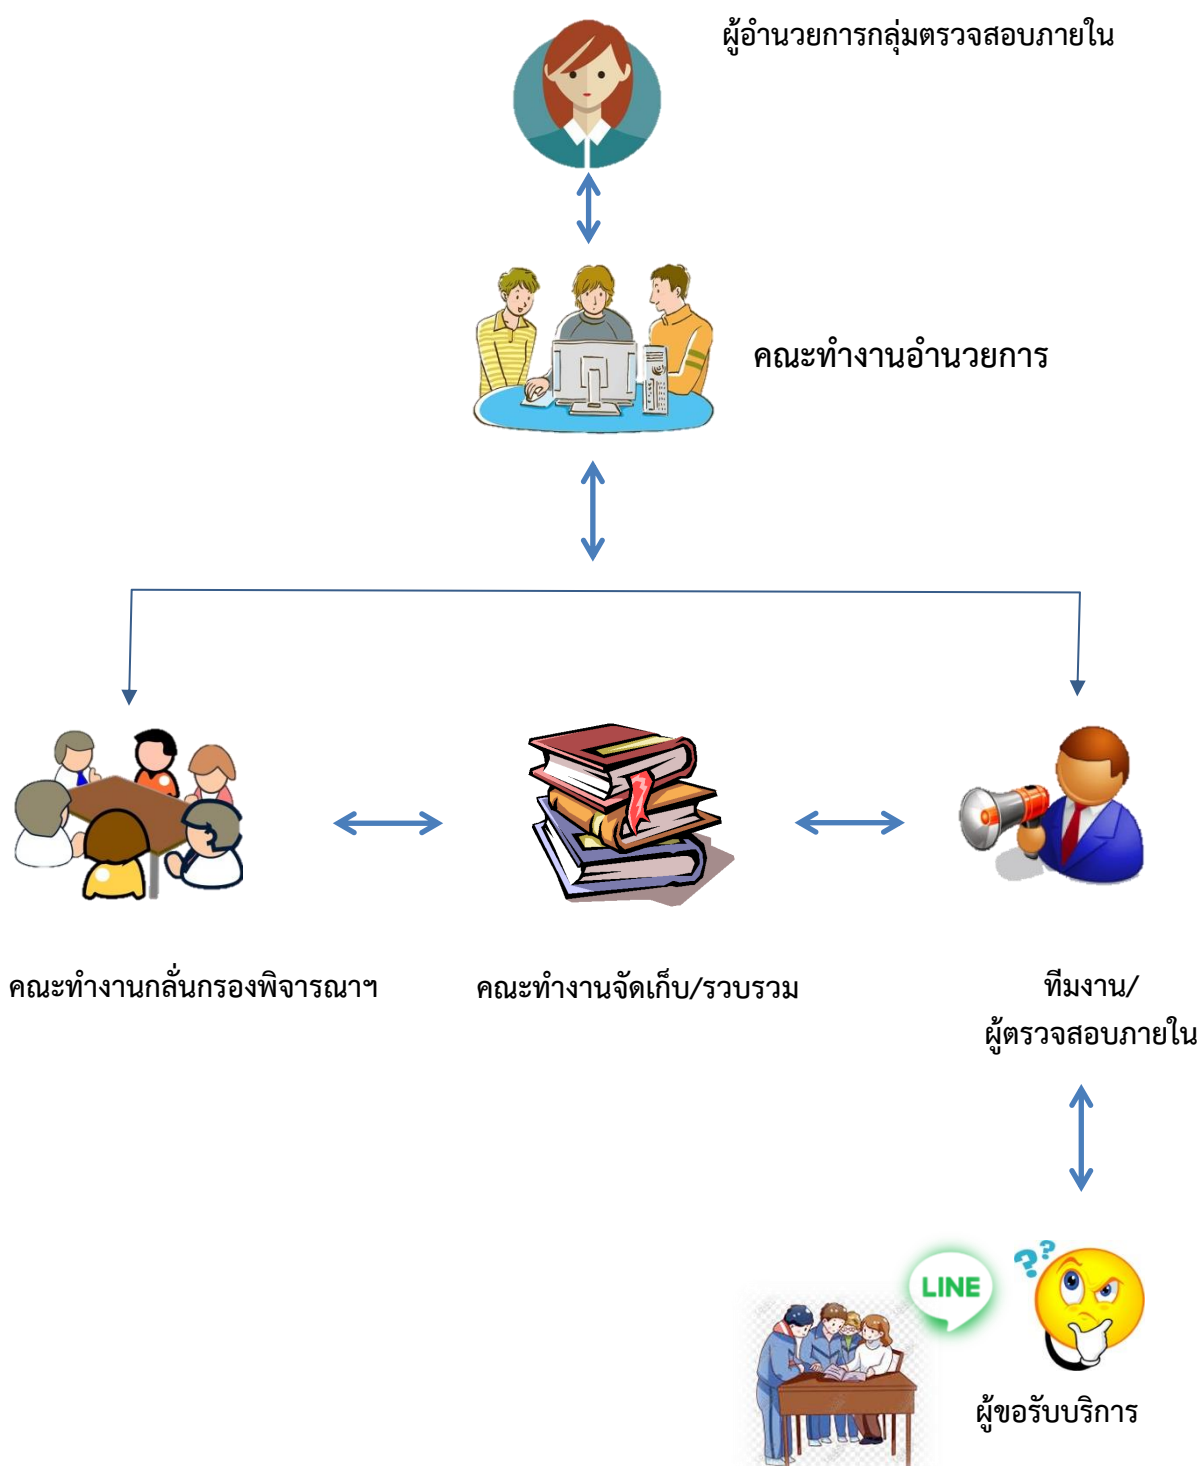 ผู้อำนวยการกลุ่มตรวจสอบภายใน
คณะทำงานอำนวยการ
คณะทำงานกลั่นกรองพิจารณาฯ
คณะทำงานจัดเก็บ/รวบรวม
ทีมงาน/
ผู้ตรวจสอบภายใน
??
LINE
ผู้ขอรับบริการ